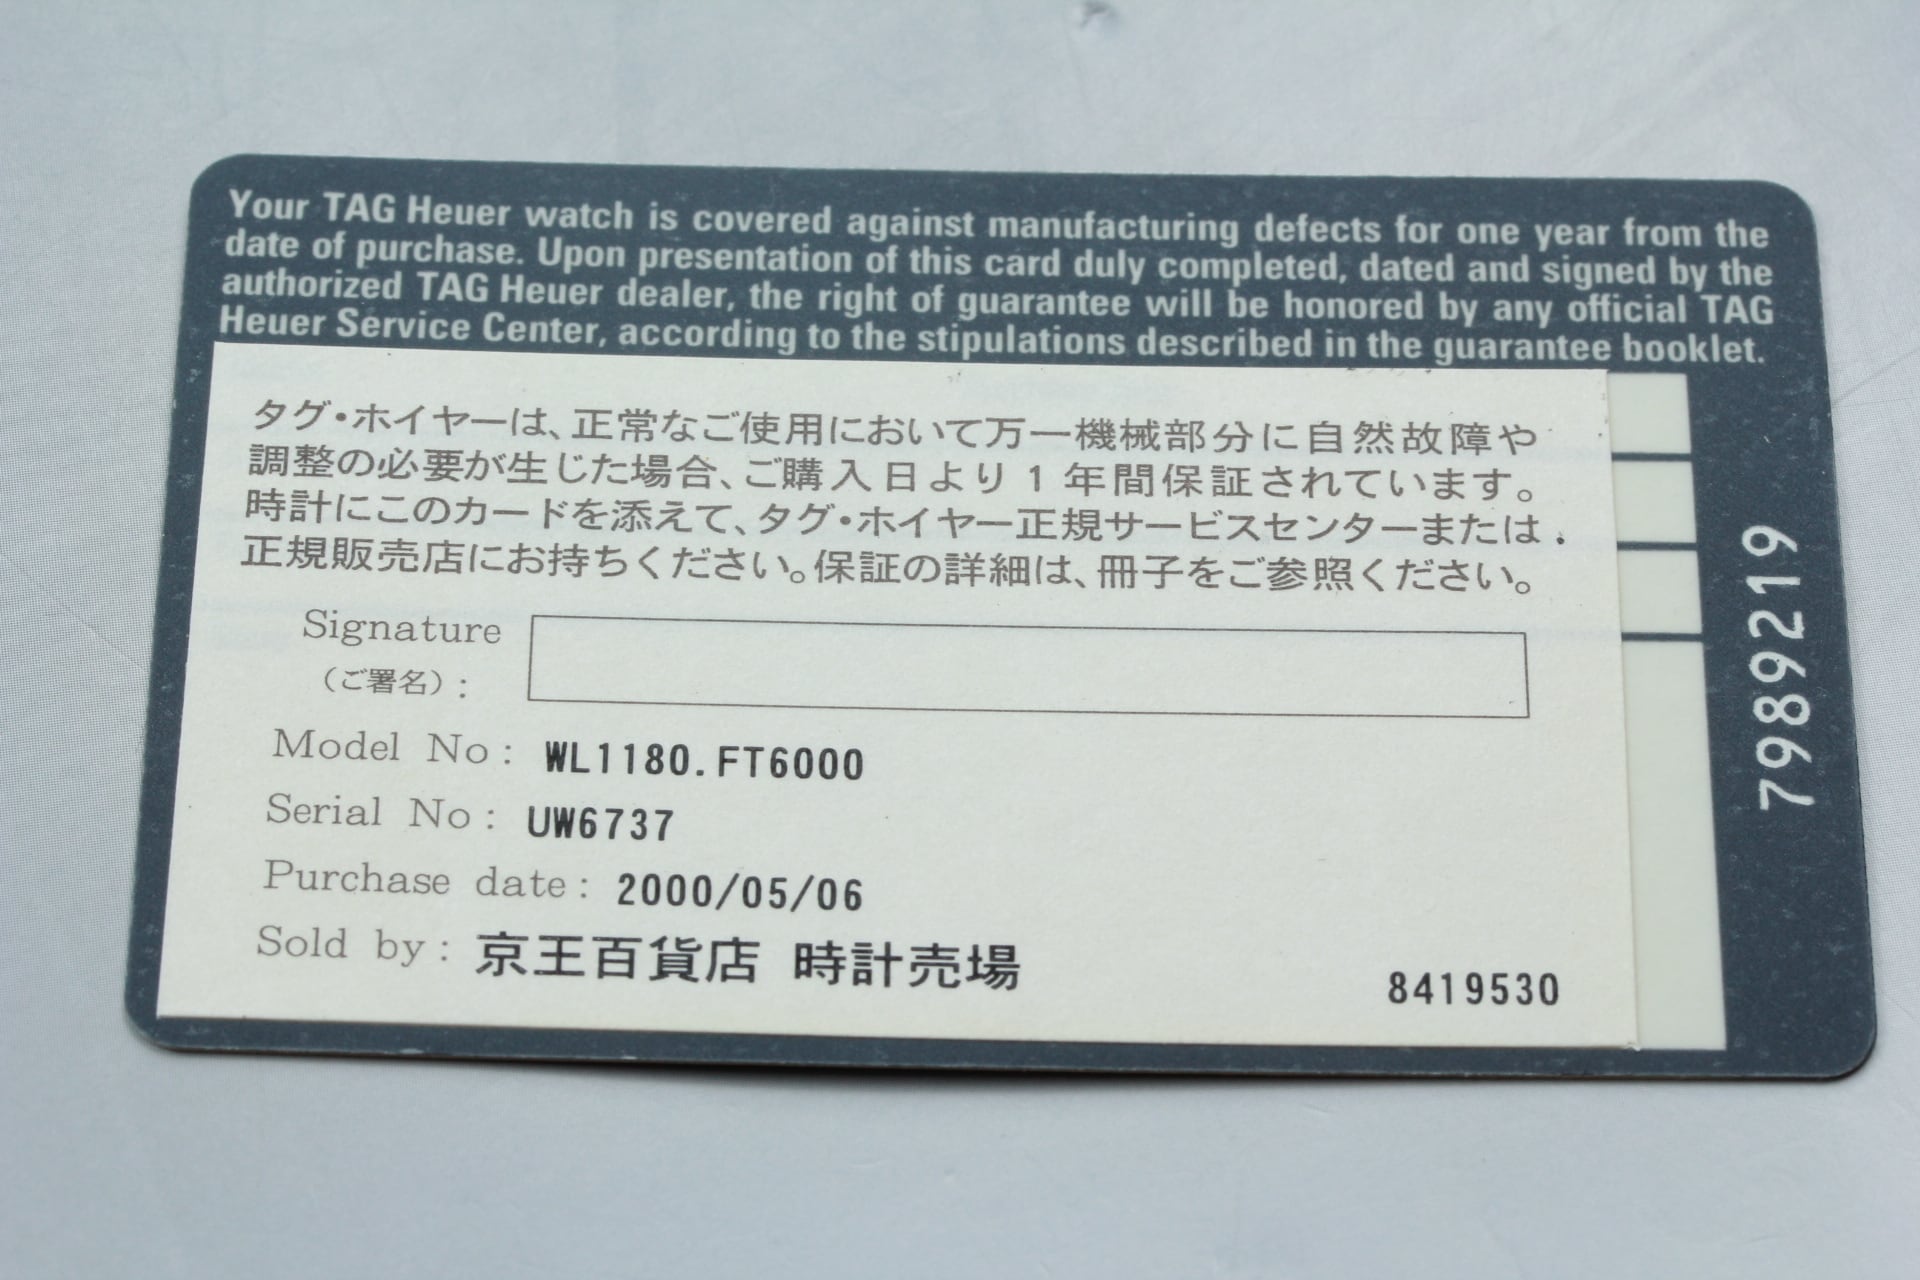 Your TAG Heuer watch is covered against manufacturing defects for one year from the
date of purchase. Upon presentation of this card duly completed, dated and signed by the
authorized TAG Heuer dealer, the right of guarantee will be honored by any official TAG
Heuer Service Center, according to the stipulations described in the guarantee booklet.
タグ・ホイヤーは、正常なご使用において万一機械部分に自然故障や
調整の必要が生じた場合、ご購入日より1年間保証されています。
時計にこのカードを添えて、タグ・ホイヤー正規サービスセンターまたは
正規販売店にお持ちください。保証の詳細は、冊子をご参照ください。
Signature
（ご署名）:
Model No: WL1180.FT6000
Serial No: UW6737
Purchase date: 2000/05/06
Sold by: 京王百貨店 時計売場
8419530
7989219